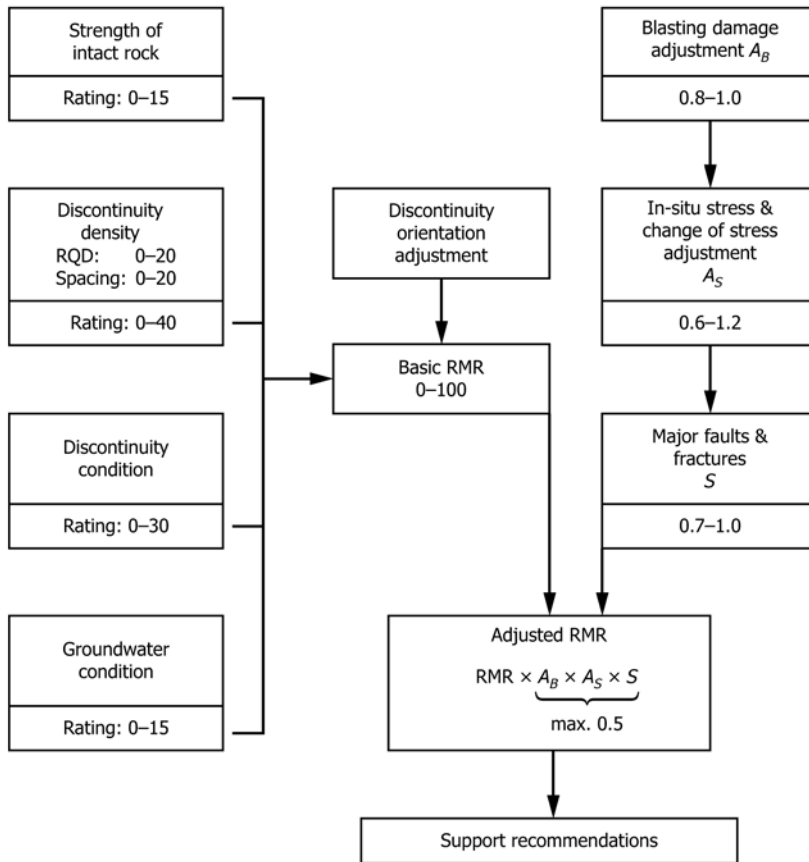 Strength of
intact rock
Rating: 0–15
Discontinuity
density
RQD: 0–20
Spacing: 0–20
Rating: 0–40
Discontinuity
condition
Rating: 0–30
Groundwater
condition
Rating: 0–15
Discontinuity
orientation
adjustment
Basic RMR
0–100
Blasting damage
adjustment A_B
0.8–1.0
In-situ stress &
change of stress
adjustment
A_S
0.6–1.2
Major faults &
fractures
S
0.7–1.0
Adjusted RMR
RMR × A_B × A_S × S
max. 0.5
Support recommendations